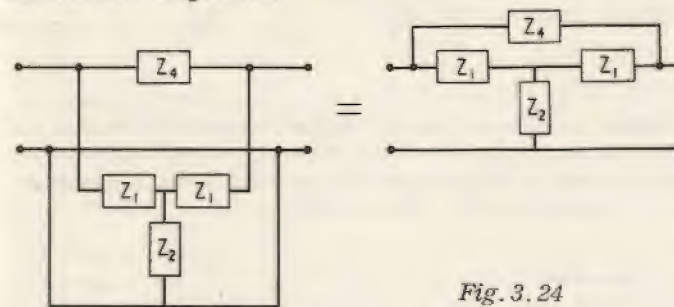 Z₄
Z₄
Z₁ Z₁
=
Z₂
Z₁ Z₁
Z₂
Fig. 3.24